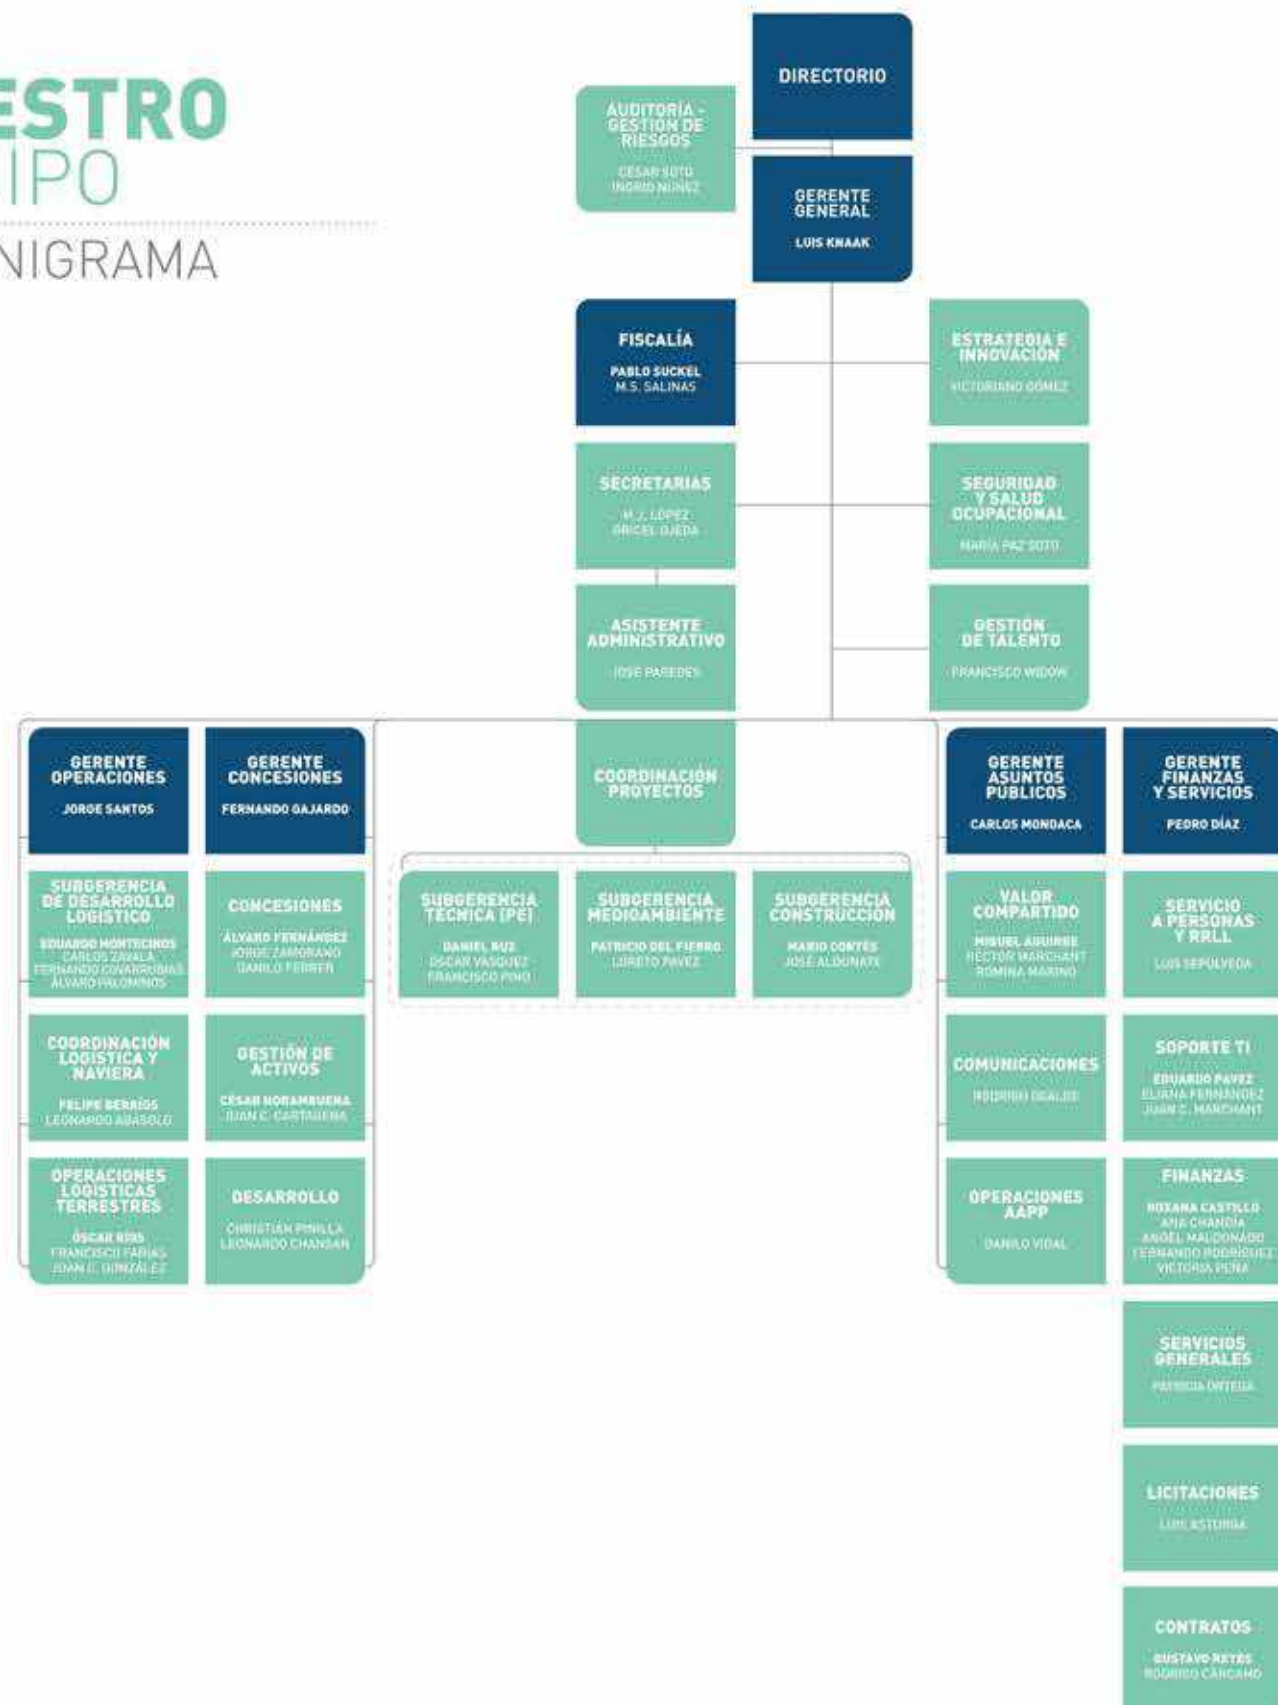 ESTRO
IPO
NIGRAMA
DIRECTORIO
AUDITORÍA -
GESTIÓN DE
RIESGOS
CÉSAR SOTO
INGRID NÚÑEZ
GERENTE
GENERAL
LUIS KNAAK
FISCALÍA
PABLO SUCKEL
M.S. SALINAS
ESTRATEGIA E
INNOVACIÓN
VICTORIANO GÓMEZ
SECRETARIAS
M.J. LÓPEZ
GRICEL OJEDA
SEGURIDAD
Y SALUD
OCUPACIONAL
MARÍA PAZ SOTO
ASISTENTE
ADMINISTRATIVO
JOSÉ PAREDES
GESTIÓN
DE TALENTO
FRANCISCO WIDOW
GERENTE
OPERACIONES
JORGE SANTOS
GERENTE
CONCESIONES
FERNANDO GAJARDO
COORDINACIÓN
PROYECTOS
GERENTE
ASUNTOS
PÚBLICOS
CARLOS MONDACA
GERENTE
FINANZAS
Y SERVICIOS
PEDRO DÍAZ
SUBGERENCIA
DE DESARROLLO
LOGÍSTICO
EDUARDO MONTECINOS
CARLOS ZAVALA
FERNANDO COVARRUBIAS
ÁLVARO PALOMINOS
CONCESIONES
ÁLVARO FERNÁNDEZ
JORGE ZAMORANO
DANILO FERRER
SUBGERENCIA
TÉCNICA (PE)
DANIEL RUZ
OSCAR VÁSQUEZ
FRANCISCO PINO
SUBGERENCIA
MEDIOAMBIENTE
PATRICIO DEL FIERRO
LORETO PAVEZ
SUBGERENCIA
CONSTRUCCIÓN
MARIO CORTÉS
JOSÉ ALDONATE
VALOR
COMPARTIDO
MIGUEL AGUIRRE
HÉCTOR MARCHANT
ROMINA MARINO
SERVICIO
A PERSONAS
Y RRLL
LUIS SEPÚLVEDA
COORDINACIÓN
LOGÍSTICA Y
NAVIERA
FELIPE BERRÍOS
LEONARDO ABASOLO
GESTIÓN DE
ACTIVOS
CÉSAR NORAMBUENA
JUAN C. CARTAGENA
COMUNICACIONES
RODRIGO
SOPORTE TI
EDUARDO PAVEZ
ELIANA FERNÁNDEZ
JUAN C. MARCHANT
OPERACIONES
LOGÍSTICAS
TERRESTRES
ÓSCAR RÍOS
FRANCISCO FARÍAS
JUAN C. GONZÁLEZ
DESARROLLO
CHRISTIAN PINILLA
LEONARDO CHANGAN
OPERACIONES
AAPP
DANILO VIDAL
FINANZAS
ROXANA CASTILLO
ANA CHANDÍA
ANGEL MALDONADO
FERNANDO RODRÍGUEZ
VICTORIA PEÑA
SERVICIOS
GENERALES
PATRICIA ORTEGA
LICITACIONES
LUIS ASTORGA
CONTRATOS
GUSTAVO REYES
RODRIGO CÁRCAMO